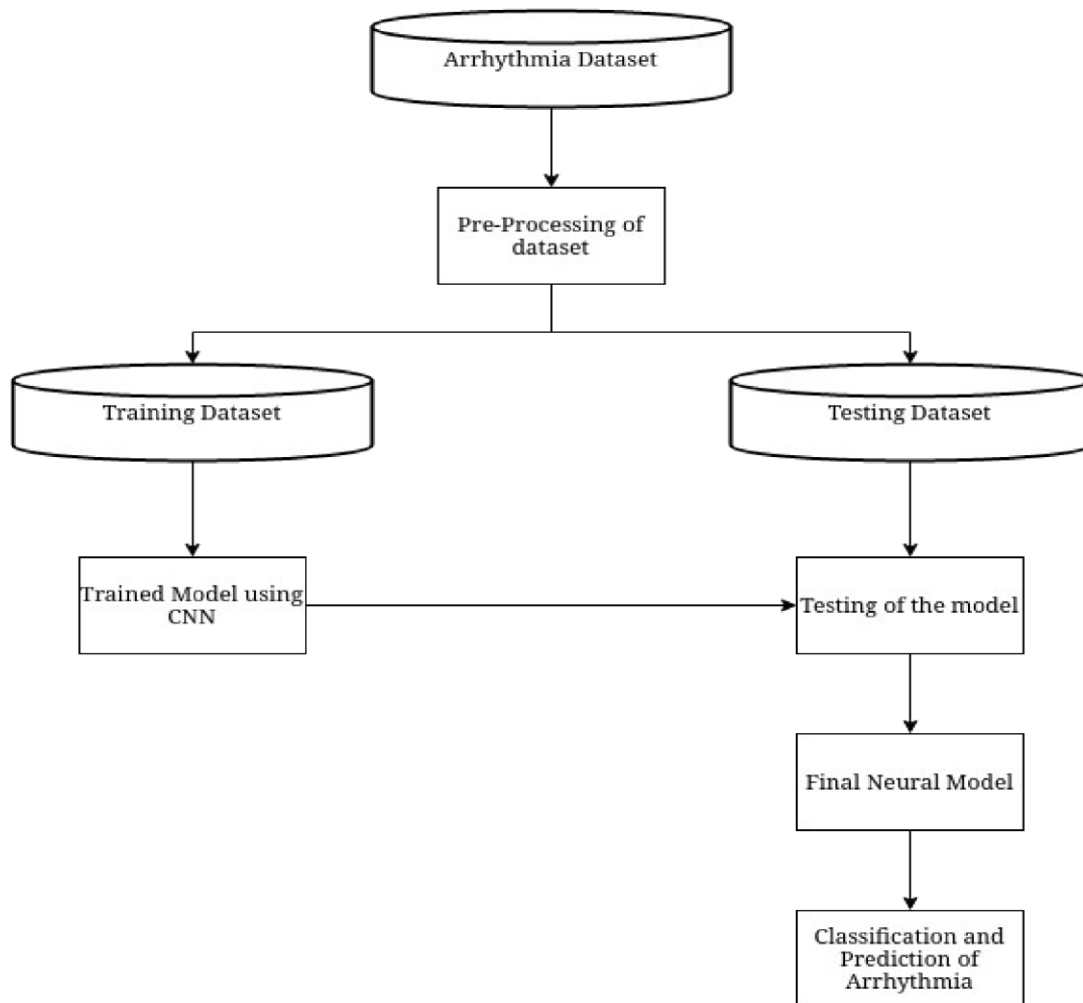 Arrhythmia Dataset
Pre-Processing of
dataset
Training Dataset
Testing Dataset
Trained Model using
CNN
Testing of the model
Final Neural Model
Classification and
Prediction of
Arrhythmia